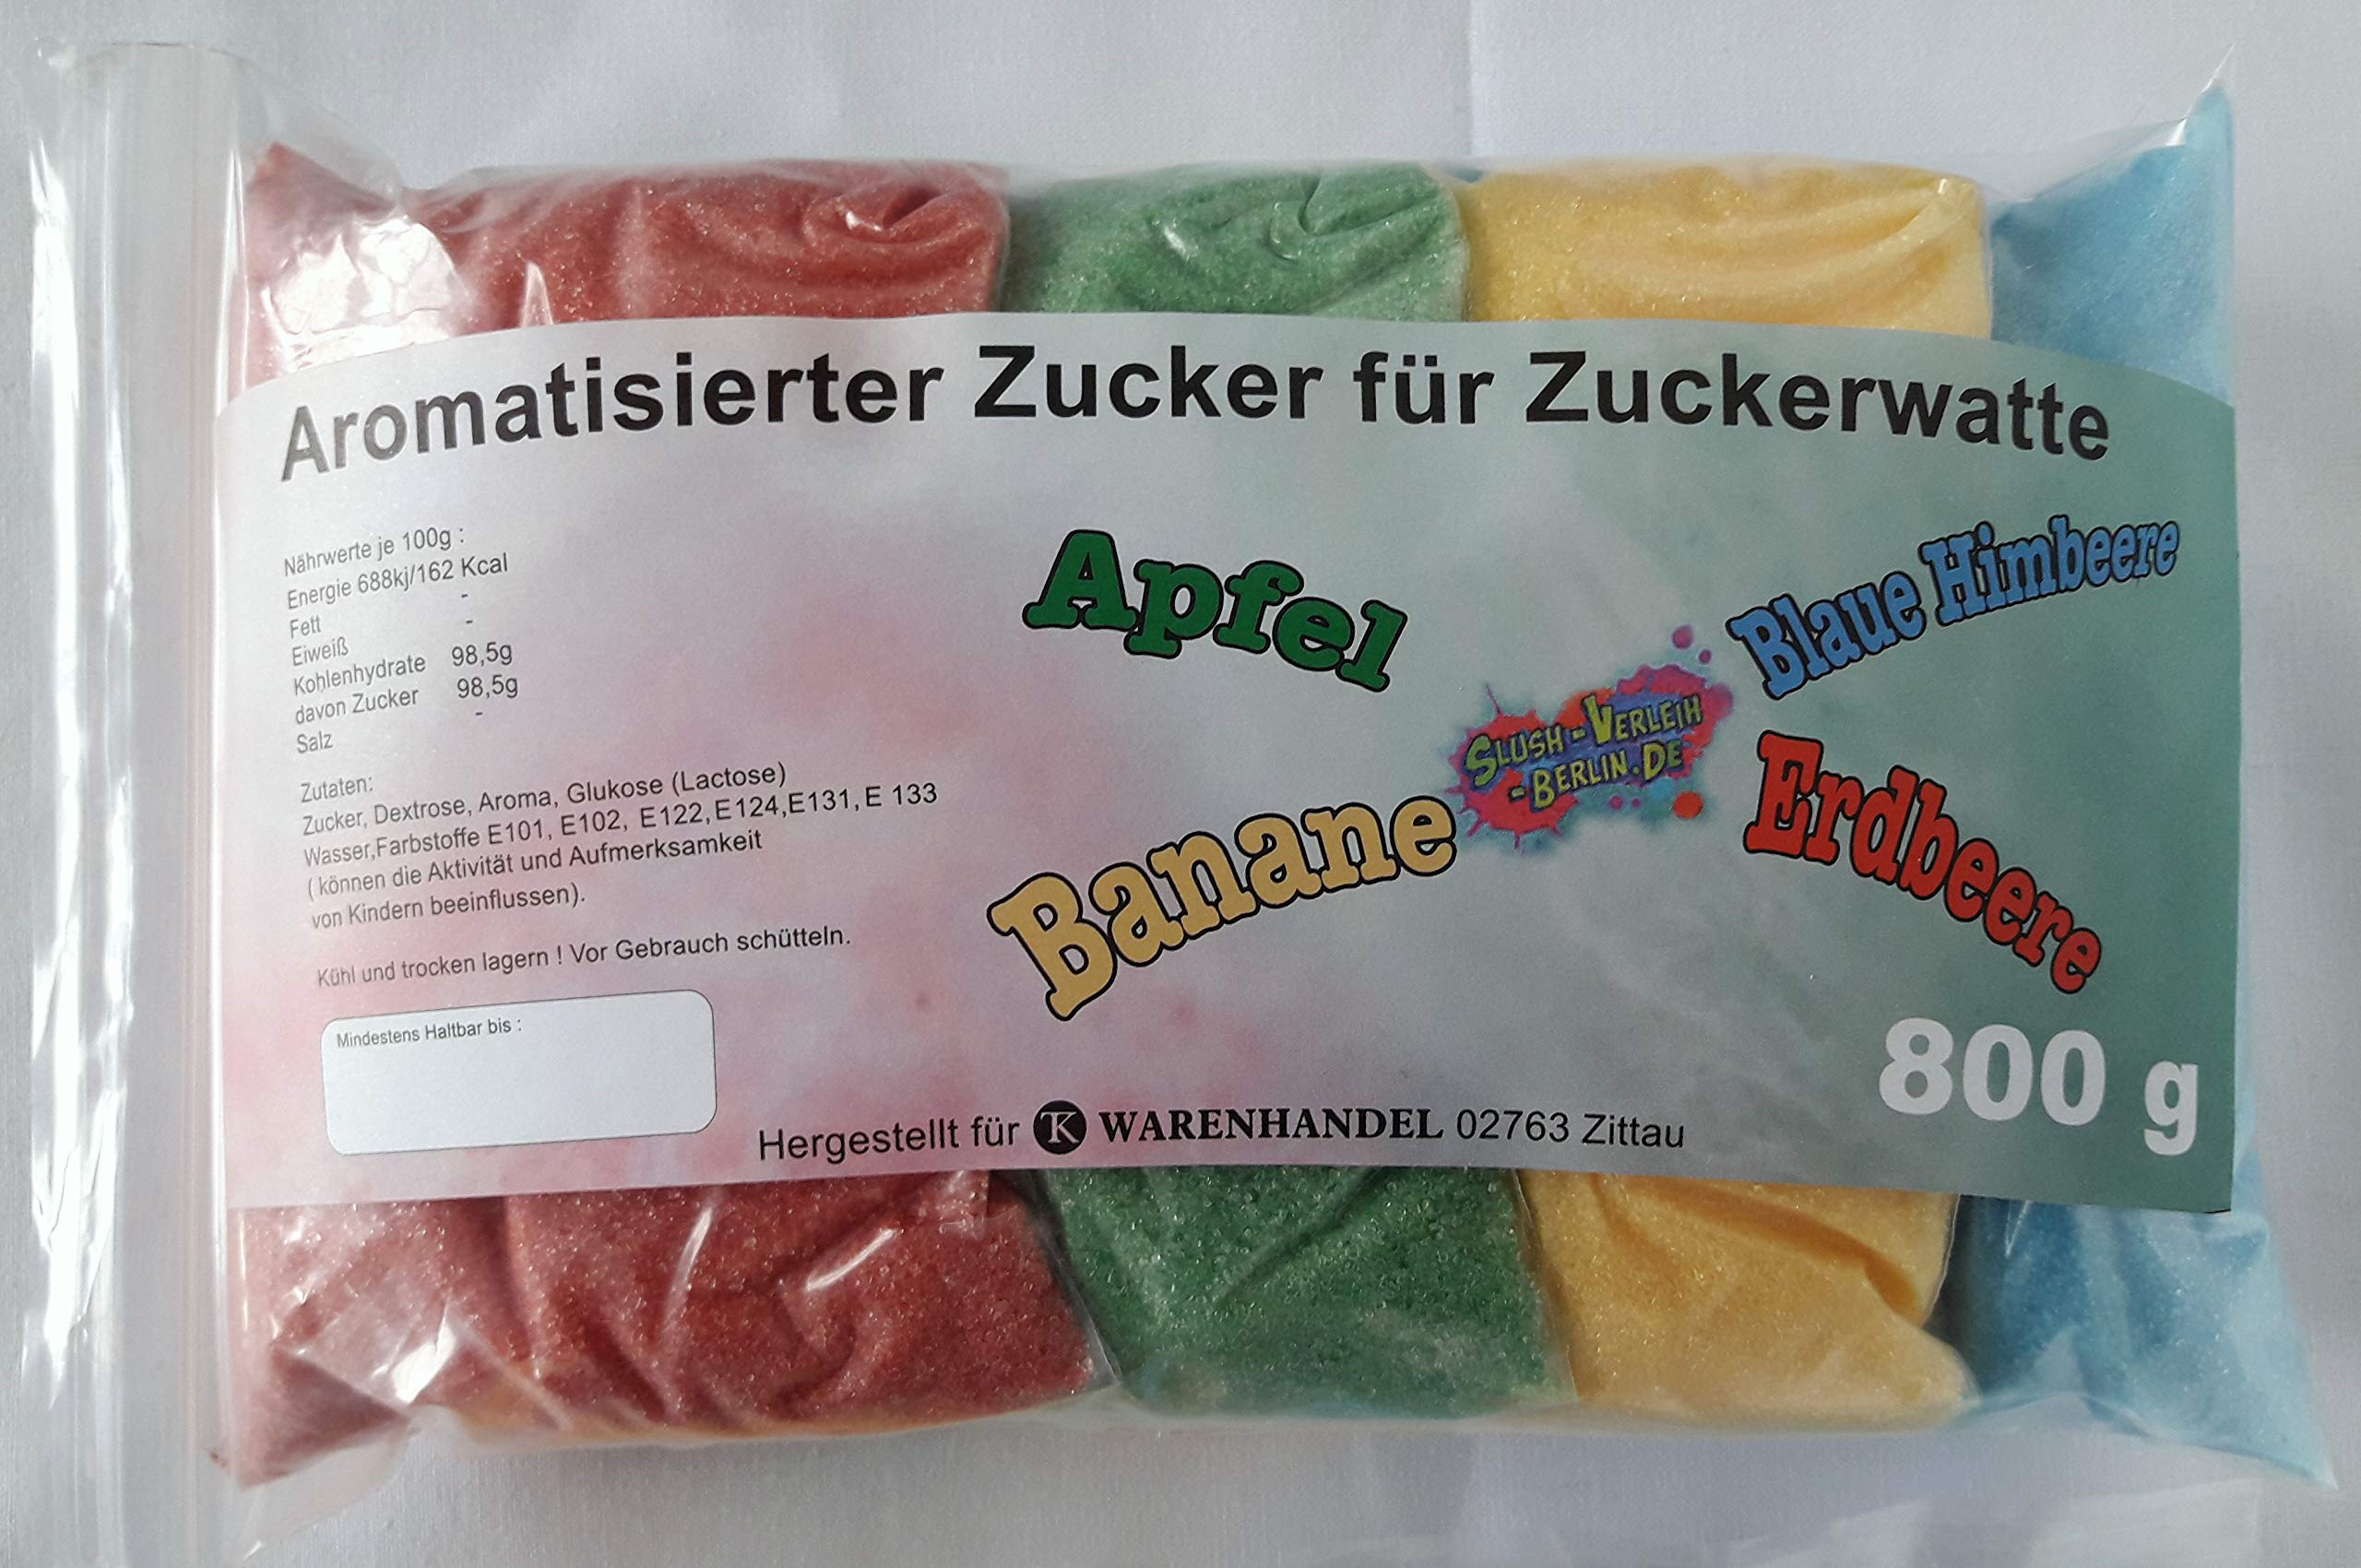 Aromatisierter Zucker für Zuckerwatte
Nährwerte je 100g :
Energie 688kj/162 Kcal
Fett -
Eiweiß -
Kohlenhydrate 98,5g
davon Zucker 98,5g
Salz -
Zutaten:
Zucker, Dextrose, Aroma, Glukose (Lactose)
Wasser,Farbstoffe E101, E102, E122, E124,E131, E 133
( können die Aktivität und Aufmerksamkeit
von Kindern beeinflussen).
Kühl und trocken lagern ! Vor Gebrauch schütteln.
Mindestens Haltbar bis :
Apfel
Blaue Himbeere
SLUSH-VERLEIH
-BERLIN.DE
Banane
Erdbeere
800 g
Hergestellt für TK WARENHANDEL 02763 Zittau